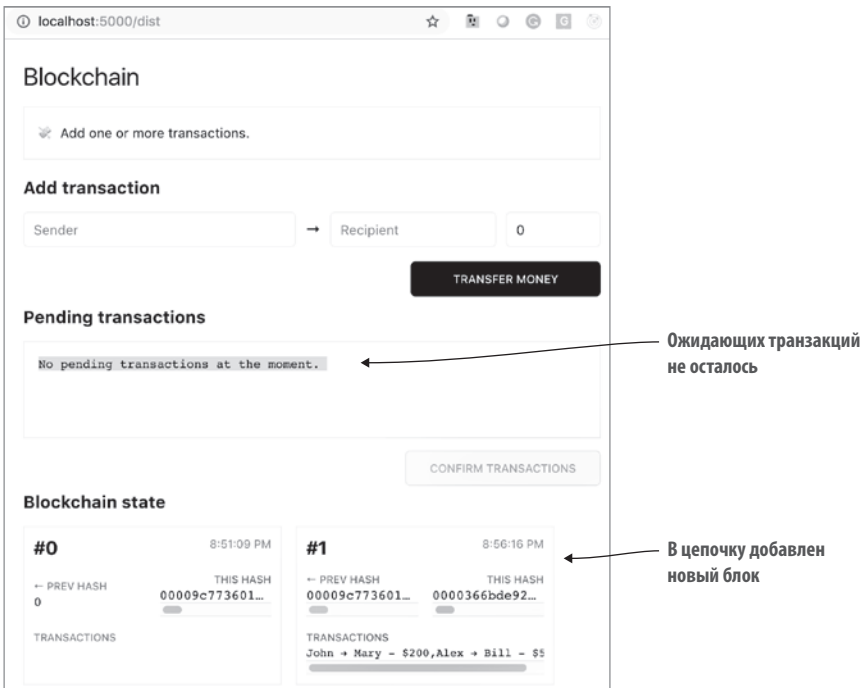 localhost:5000/dist
Blockchain
Add one or more transactions.
Add transaction
Sender → Recipient 0
TRANSFER MONEY
Pending transactions
No pending transactions at the moment.
Ожидающих транзакций
не осталось
CONFIRM TRANSACTIONS
Blockchain state
#0 8:51:09 PM
← PREV HASH THIS HASH
0 00009c773601…
TRANSACTIONS
#1 8:56:16 PM
← PREV HASH THIS HASH
00009c773601… 0000366bde92…
TRANSACTIONS
John → Mary - $200,Alex → Bill - $5
В цепочку добавлен
новый блок